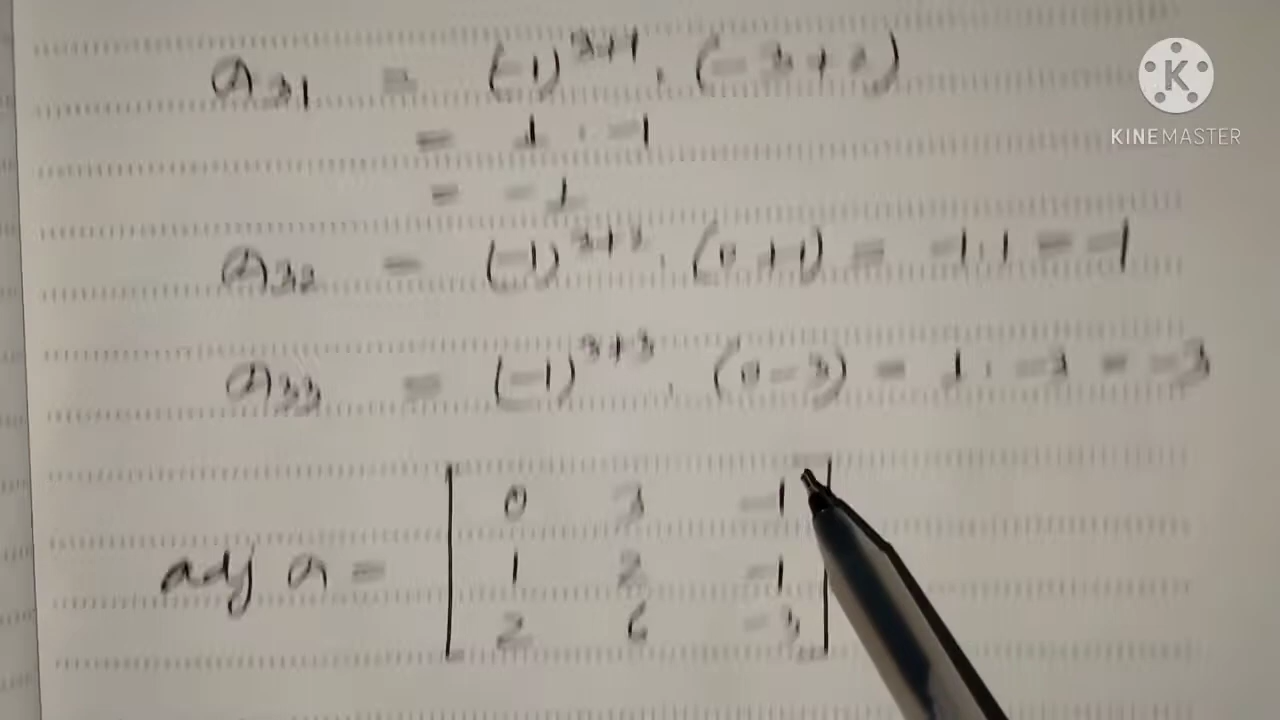 a31 = (-1)^3+1 . (-3+2)
= 1 . -1
= -1
a32 = (-1)^3+2 . (0+1) = -1.1 = -1
a33 = (-1)^3+3 . (0-3) = 1 . -3 = -3
adj a = [ 0 3 -1
1 2 -1
2 6 -3 ]
KINEMASTER